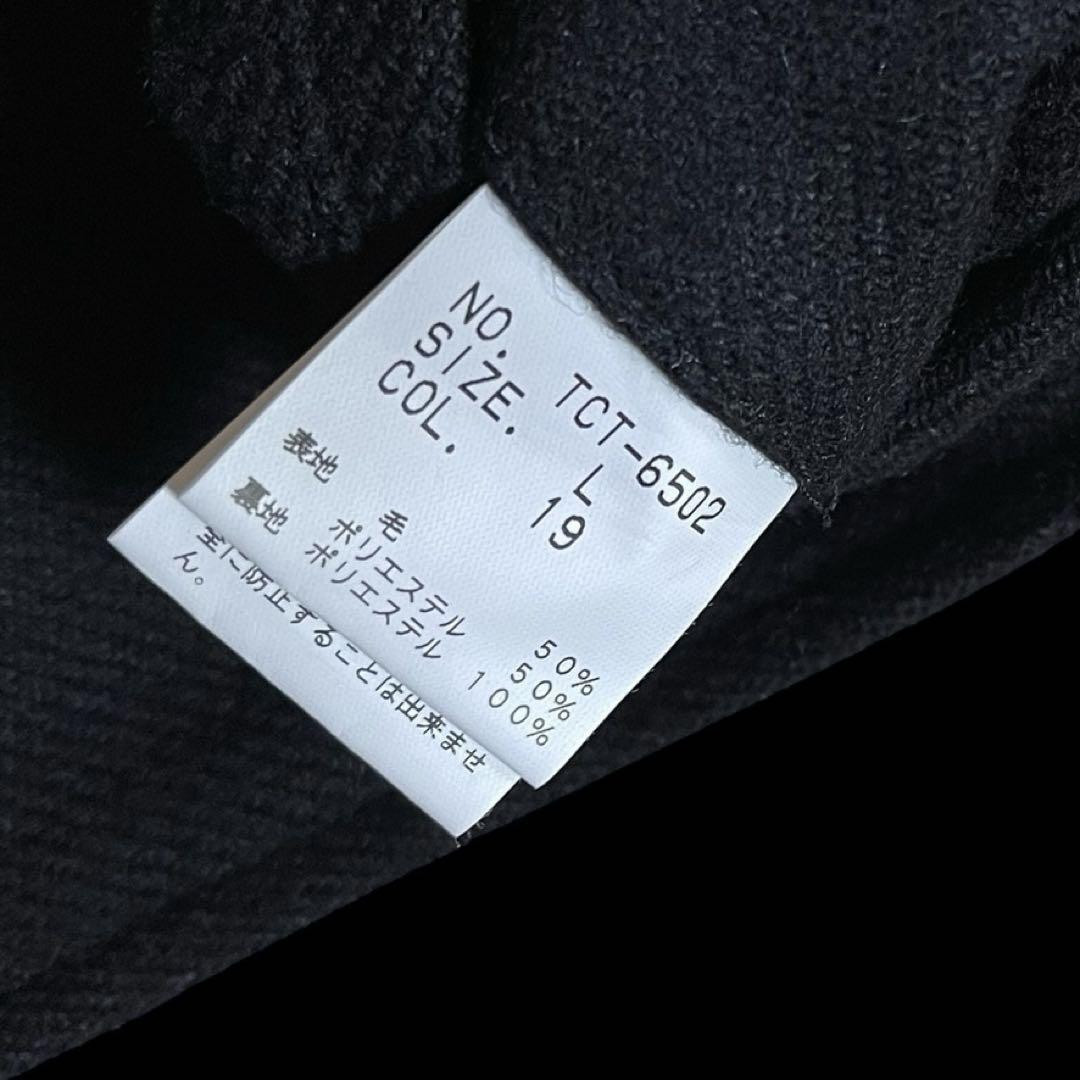 NO. TCT-6502
SIZE. L
COL. 19
表地 毛 50%
ポリエステル 50%
裏地 ポリエステル 100%
全に防止することは出来ませ
ん。